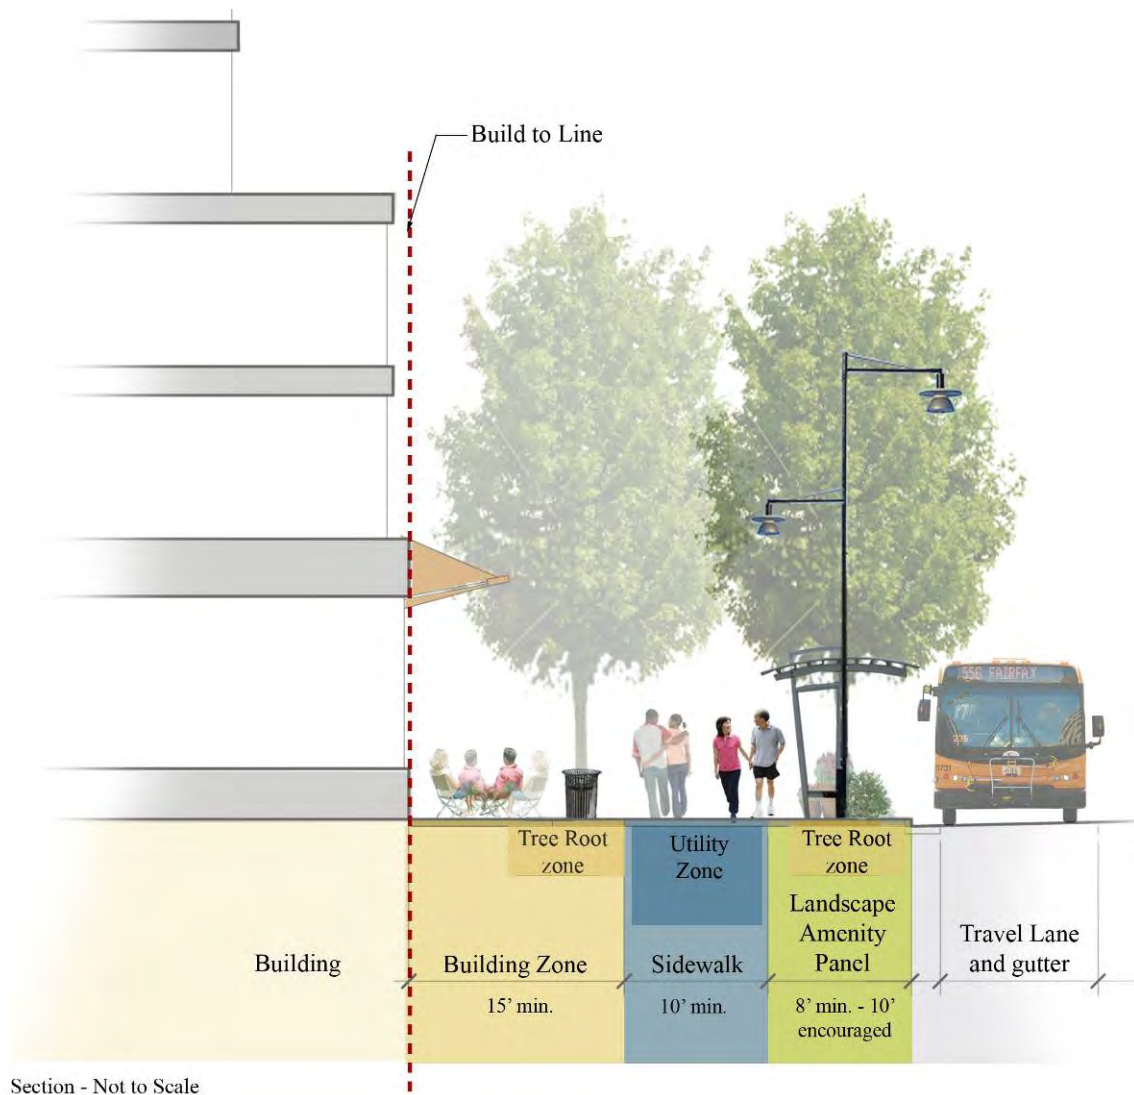 Build to Line
556 FAIRFAX
Tree Root
zone
Utility
Zone
Tree Root
zone
Landscape
Amenity
Panel
Building
Building Zone
Sidewalk
Travel Lane
and gutter
15' min.
10' min.
8' min. - 10'
encouraged
Section - Not to Scale